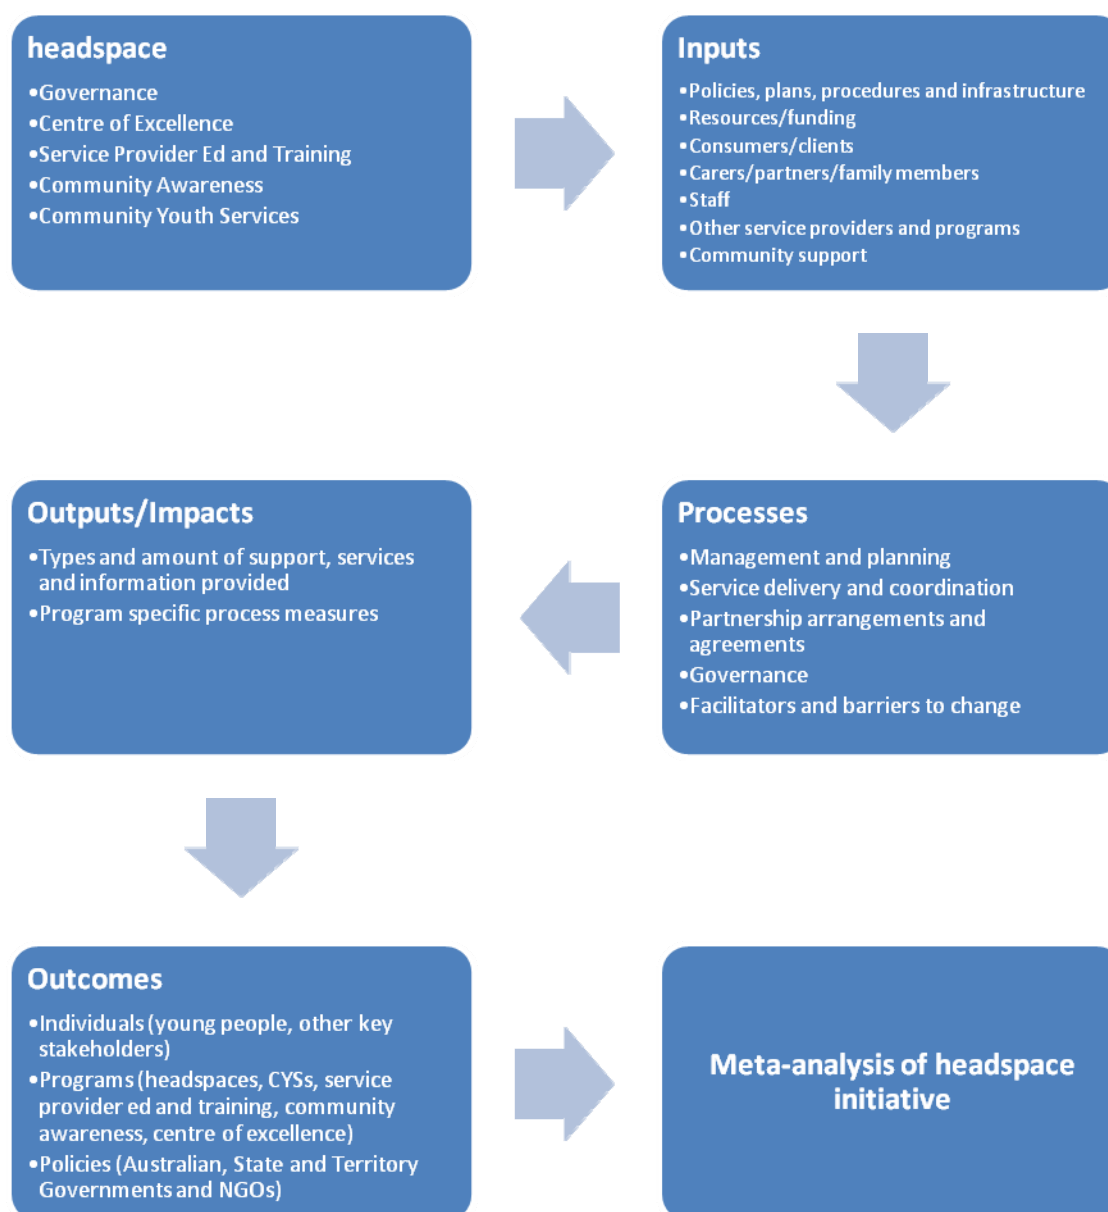 headspace
•Governance
•Centre of Excellence
•Service Provider Ed and Training
•Community Awareness
•Community Youth Services
Inputs
•Policies, plans, procedures and infrastructure
•Resources/funding
•Consumers/clients
•Carers/partners/family members
•Staff
•Other service providers and programs
•Community support
Processes
•Management and planning
•Service delivery and coordination
•Partnership arrangements and
agreements
•Governance
•Facilitators and barriers to change
Outputs/Impacts
•Types and amount of support, services
and information provided
•Program specific process measures
Outcomes
•Individuals (young people, other key
stakeholders)
•Programs (headspaces, CYSs, service
provider ed and training, community
awareness, centre of excellence)
•Policies (Australian, State and Territory
Governments and NGOs)
Meta-analysis of headspace
initiative